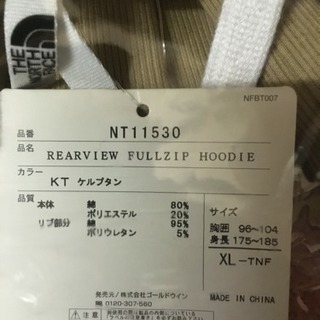 THE
NORTH
FACE
NFBT007
品番 NT11530
品名 REARVIEW FULLZIP HOODIE
カラー
KT ケルプタン
品質
本体 綿 80%
ポリエステル 20%
リブ部分 綿 95%
ポリウレタン 5%
サイズ
胸囲 96~104
身長 175~185
XL-TNF
発売元/株式会社ゴールドウイン
0120-307-560
MADE IN CHINA